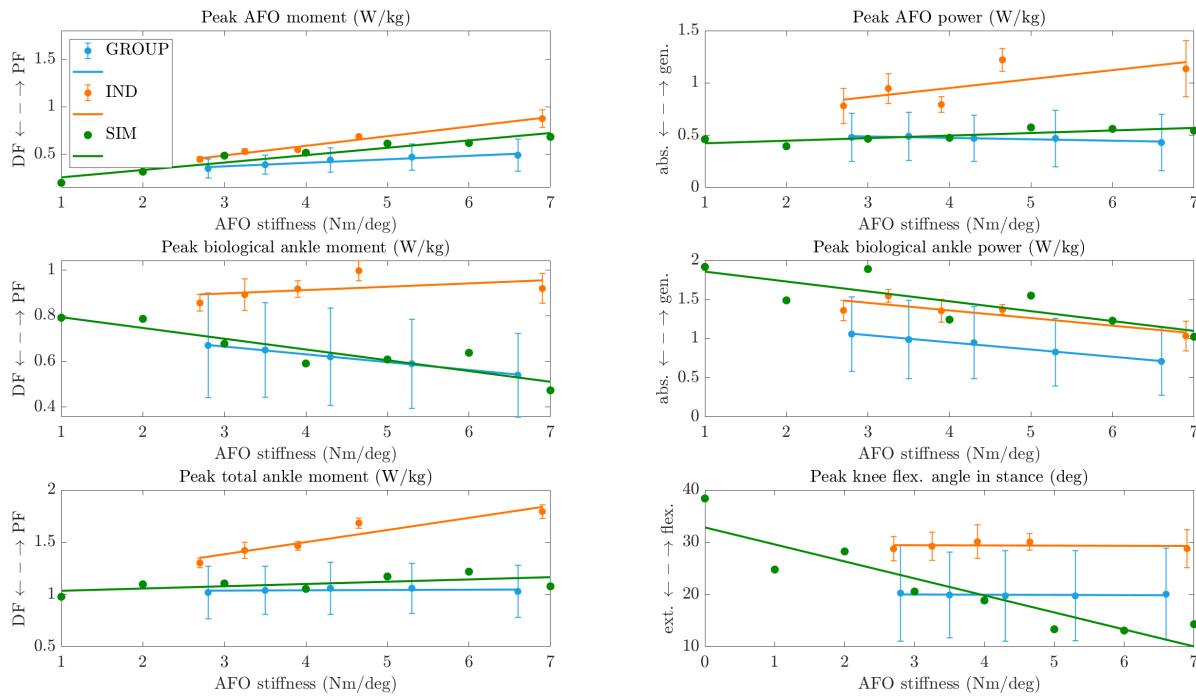 Peak AFO moment (W/kg)
DF ← − → PF
1.5
1
0.5
GROUP
IND
SIM
1 2 3 4 5 6 7
AFO stiffness (Nm/deg)
Peak AFO power (W/kg)
abs. ← − → gen.
1.5
1
0.5
0
1 2 3 4 5 6 7
AFO stiffness (Nm/deg)
Peak biological ankle moment (W/kg)
DF ← − → PF
1
0.8
0.6
0.4
1 2 3 4 5 6 7
AFO stiffness (Nm/deg)
Peak biological ankle power (W/kg)
abs. ← − → gen.
2
1.5
1
0.5
0
1 2 3 4 5 6 7
AFO stiffness (Nm/deg)
Peak total ankle moment (W/kg)
DF ← − → PF
2
1.5
1
0.5
1 2 3 4 5 6 7
AFO stiffness (Nm/deg)
Peak knee flex. angle in stance (deg)
ext. ← − → flex.
40
30
20
10
0 1 2 3 4 5 6 7
AFO stiffness (Nm/deg)